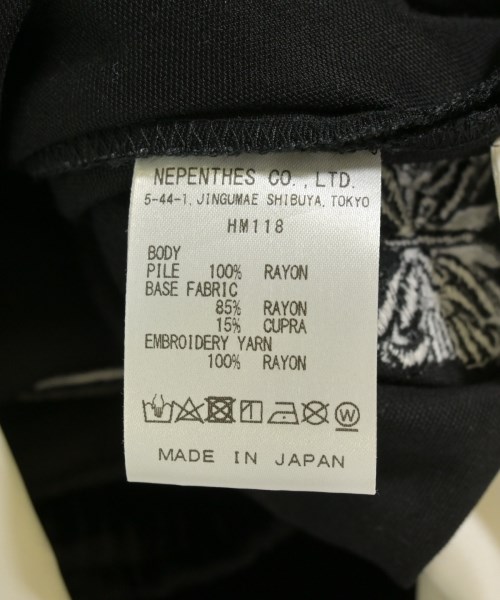 NEPENTHES CO., LTD.
5-44-1, JINGUMAE SHIBUYA, TOKYO
HM118
BODY
PILE 100% RAYON
BASE FABRIC
85% RAYON
15% CUPRA
EMBROIDERY YARN
100% RAYON
W
MADE IN JAPAN